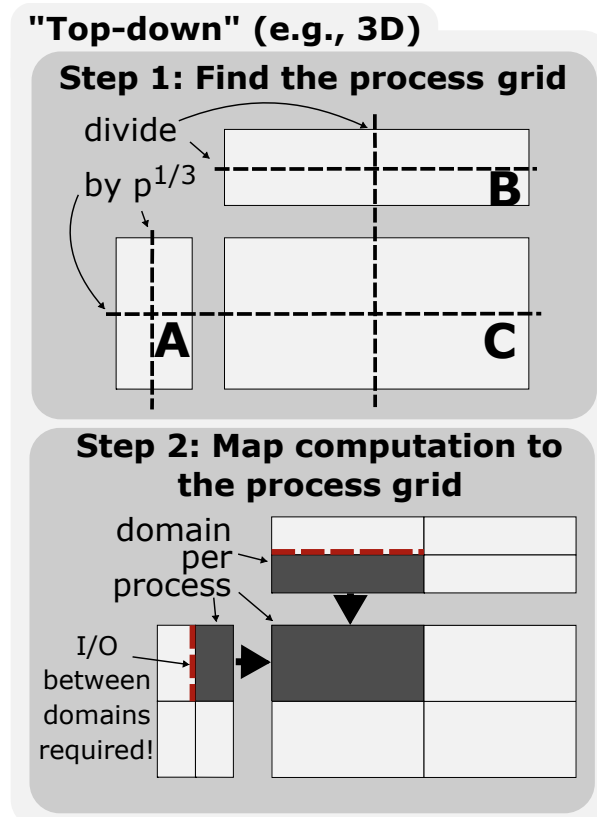 "Top-down" (e.g., 3D)
Step 1: Find the process grid
divide
by p^1/3
B
A
C
Step 2: Map computation to
the process grid
domain
per
process
I/O
between
domains
required!